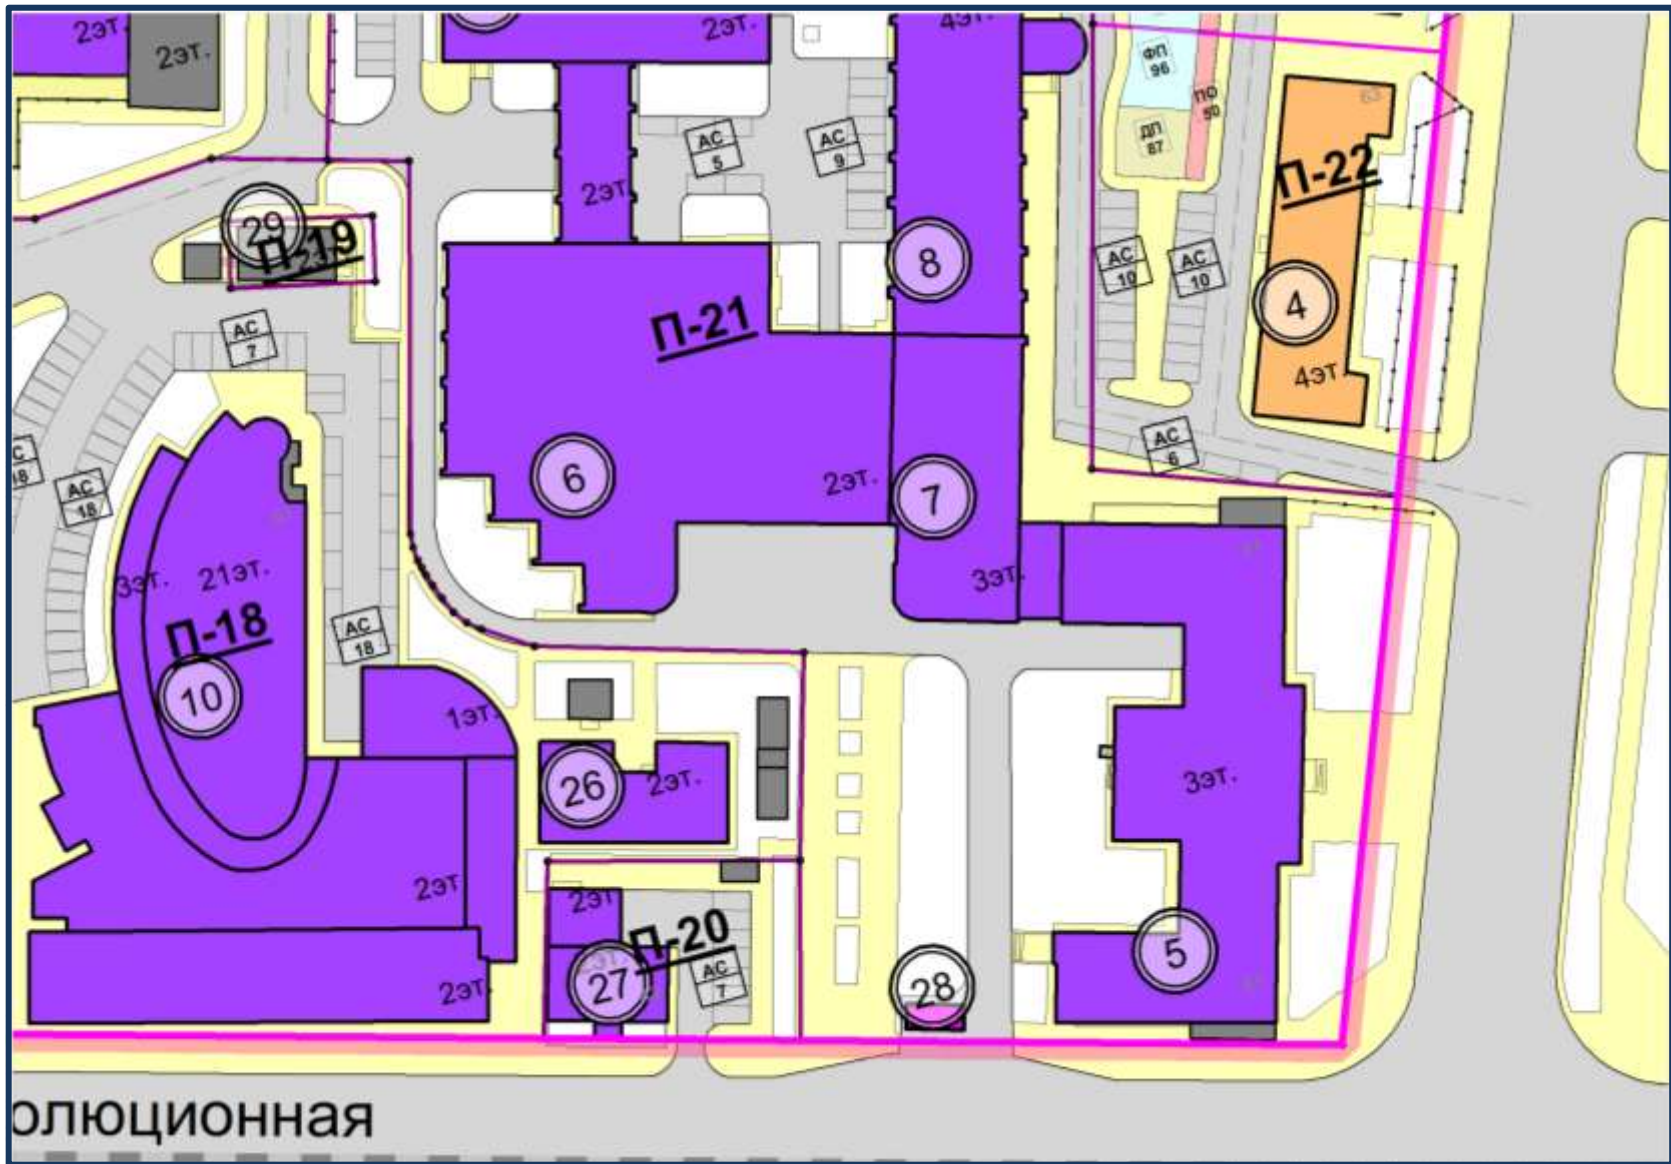 2эт.
2эт.
2эт.
4эт.
ФП
96
ПО
50
ДП
87
63
АС
5
АС
9
2эт
П-22
29
П-19
8
АС
10
АС
10
4
П-21
АС
7
4эт.
АС
6
6
2эт.
7
18
АС
18
3эт.
21эт.
3эт.
П-18
АС
18
10
1эт.
26
2эт.
3эт.
2эт
2эт
П-20
27
АС
7
28
5
2эт.
олюционная